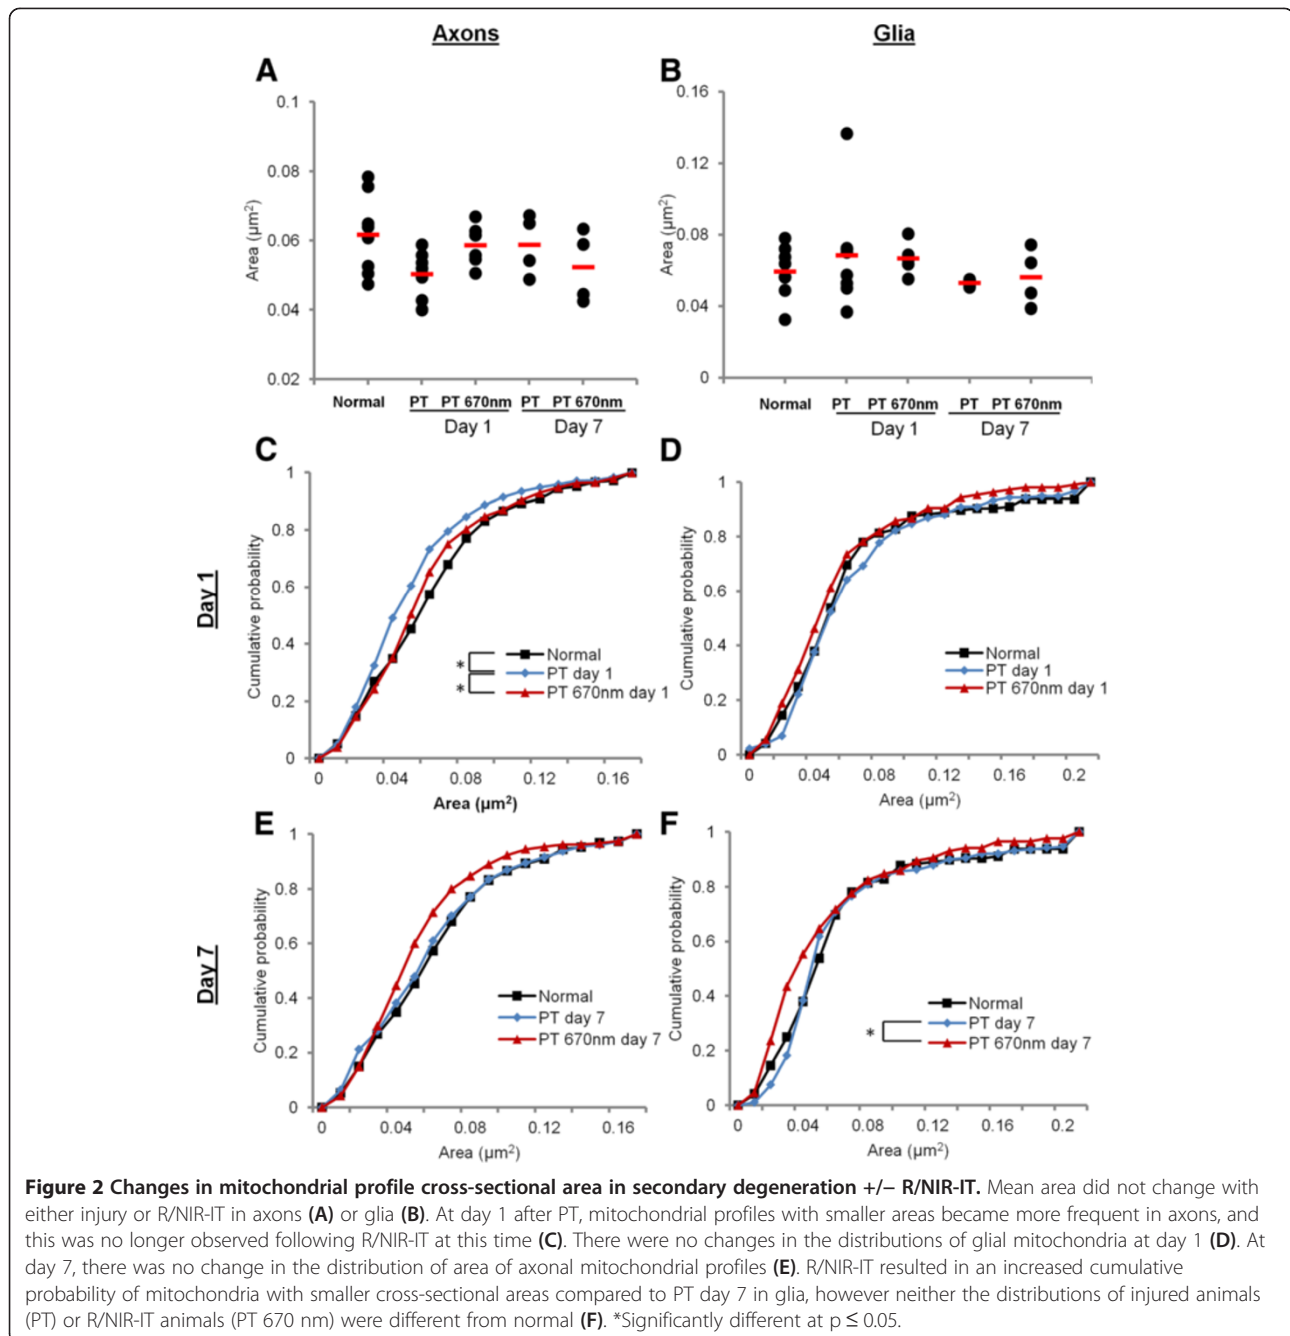 Axons
Glia
A
0.1
0.08
0.06
0.04
0.02
Area (µm²)
Normal PT PT 670nm PT PT 670nm
Day 1 Day 7
B
0.16
0.12
0.08
0.04
0
Area (µm²)
Normal PT PT 670nm PT PT 670nm
Day 1 Day 7
Day 1
C
1
0.8
0.6
0.4
0.2
0
Cumulative probability
* Normal
* PT day 1
PT 670nm day 1
0 0.04 0.08 0.12 0.16
Area (µm²)
D
1
0.8
0.6
0.4
0.2
0
Cumulative probability
Normal
PT day 1
PT 670nm day 1
0 0.04 0.08 0.12 0.16 0.2
Area (µm²)
Day 7
E
1
0.8
0.6
0.4
0.2
0
Cumulative probability
Normal
PT day 7
PT 670nm day 7
0 0.04 0.08 0.12 0.16
Area (µm²)
F
1
0.8
0.6
0.4
0.2
0
Cumulative probability
Normal
* PT day 7
PT 670nm day 7
0 0.04 0.08 0.12 0.16 0.2
Area (µm²)
Figure 2 Changes in mitochondrial profile cross-sectional area in secondary degeneration +/− R/NIR-IT. Mean area did not change with
either injury or R/NIR-IT in axons (A) or glia (B). At day 1 after PT, mitochondrial profiles with smaller areas became more frequent in axons, and
this was no longer observed following R/NIR-IT at this time (C). There were no changes in the distributions of glial mitochondria at day 1 (D). At
day 7, there was no change in the distribution of area of axonal mitochondrial profiles (E). R/NIR-IT resulted in an increased cumulative
probability of mitochondria with smaller cross-sectional areas compared to PT day 7 in glia, however neither the distributions of injured animals
(PT) or R/NIR-IT animals (PT 670 nm) were different from normal (F). *Significantly different at p ≤ 0.05.